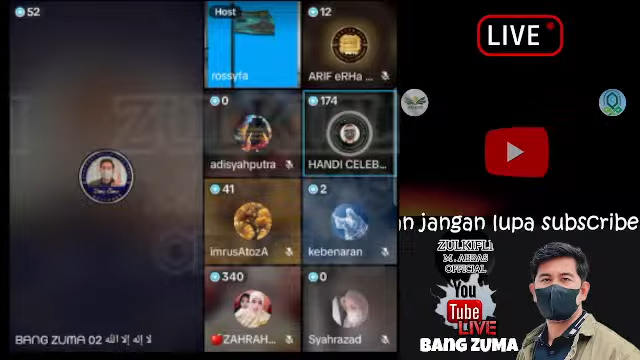 52
BANG ZUMA 02 لا إله إلا الله
Host
rossyfa
12
ARIF eRHa ...
0
adisyahputra
174
HANDI CELEB...
41
imrusAtozA
2
kebenaran
340
ZAHRAH...
0
Syahrazad
LIVE
an jangan lupa subscribe
ZULKIFLI
M. ABBAS
OFFICIAL
You
Tube
LIVE
BANG ZUMA